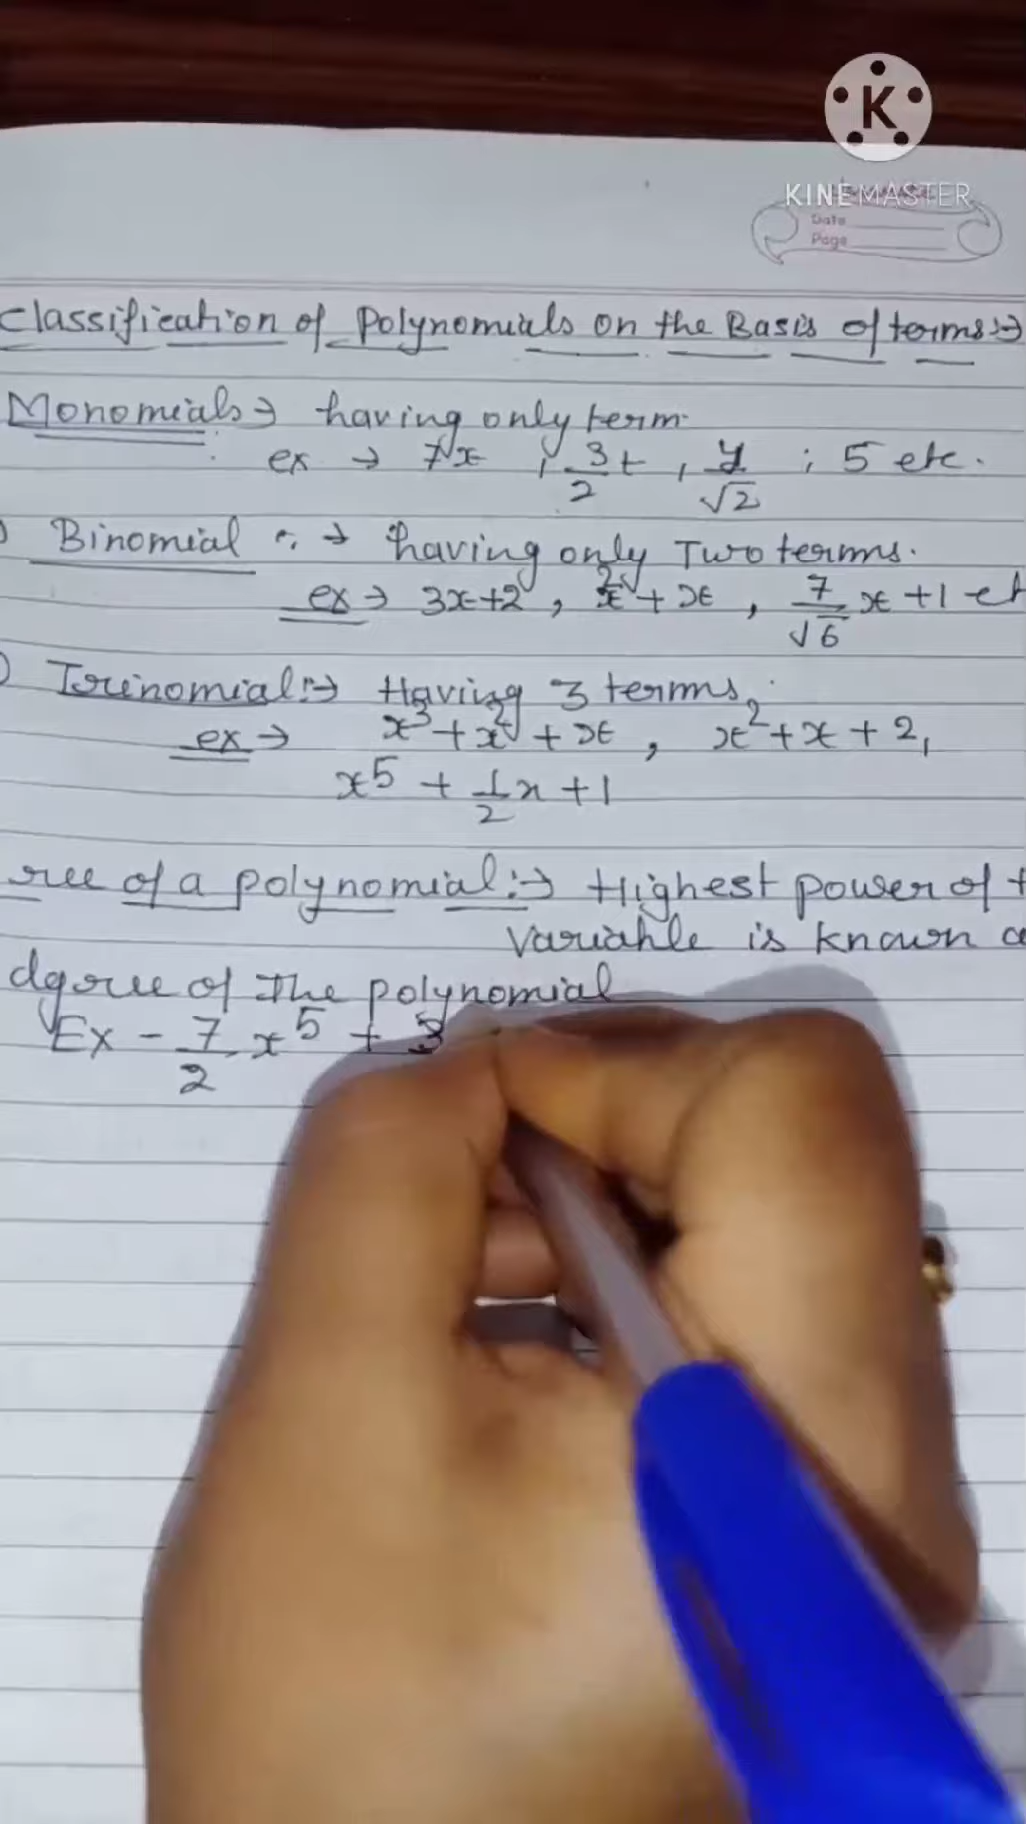 KINEMASTER
Date
Page
Classification of Polynomials on the Basis of terms :→
Monomials → having only term.
ex → 7x , 3/2 t , y/√2 ; 5 etc.
Binomial :→ having only Two terms.
ex → 3x+2 , x²+x , 7/√6 x +1 et
Trinomial :→ Having 3 terms.
ex → x³+x²+x , x²+x+2,
x⁵ + 1/2 x +1
ree of a polynomial :→ Highest power of t
variable is known a
dgree of the polynomial
Ex - 7/2 x⁵ + 3